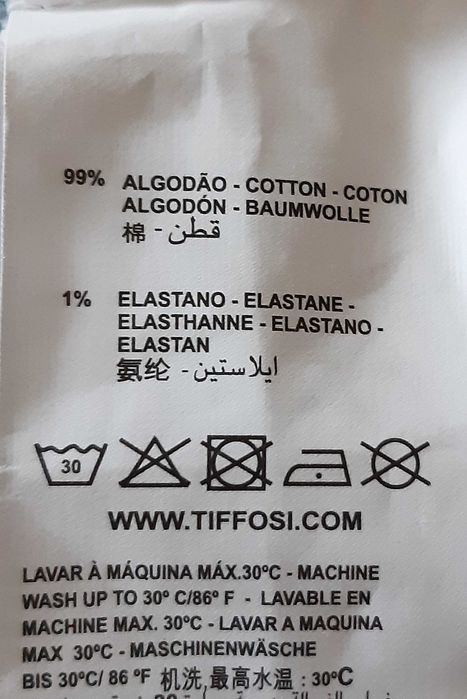 99% ALGODÃO - COTTON - COTON
ALGODÓN - BAUMWOLLE
棉 - قطن
1% ELASTANO - ELASTANE -
ELASTHANNE - ELASTANO -
ELASTAN
氨纶 - ايلاستين
30
WWW.TIFFOSI.COM
LAVAR À MÁQUINA MÁX.30ºC - MACHINE
WASH UP TO 30º C/86º F - LAVABLE EN
MACHINE MAX. 30ºC - LAVAR A MAQUINA
MAX 30ºC - MASCHINENWÄSCHE
BIS 30ºC/ 86 ºF 机洗,最高水温 : 30ºC